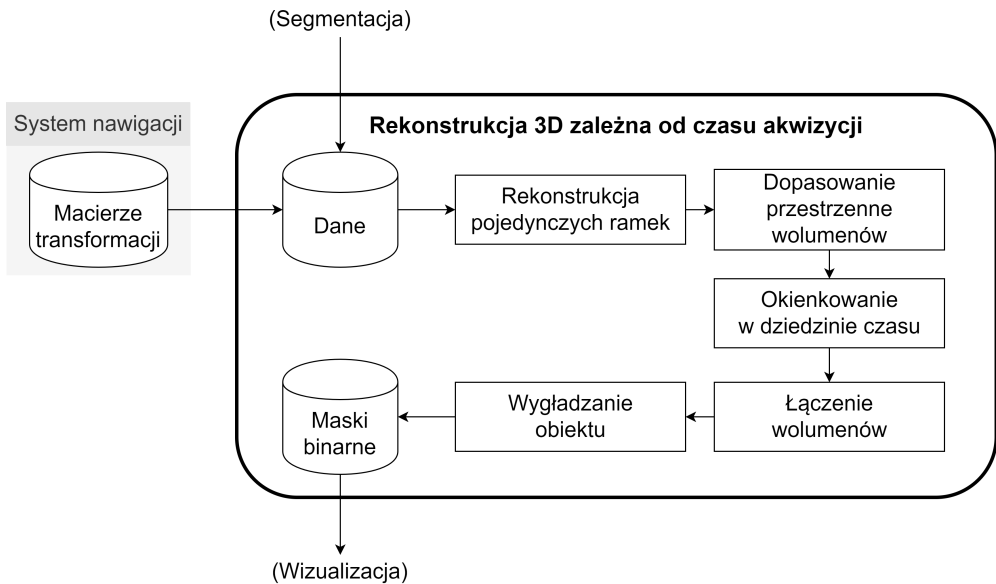 (Segmentacja)
System nawigacji
Rekonstrukcja 3D zależna od czasu akwizycji
Macierze
transformacji
Dane
Rekonstrukcja
pojedynczych ramek
Dopasowanie
przestrzenne
wolumenów
Okienkowanie
w dziedzinie czasu
Łączenie
wolumenów
Wygładzanie
obiektu
Maski
binarne
(Wizualizacja)